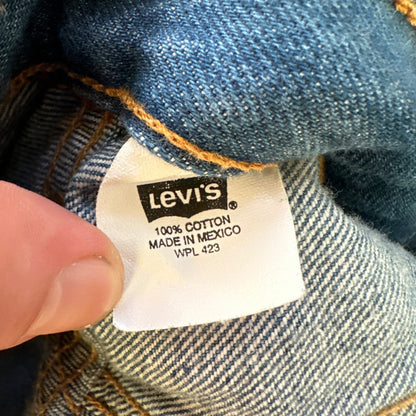 Levi's®
100% COTTON
MADE IN MEXICO
WPL 423